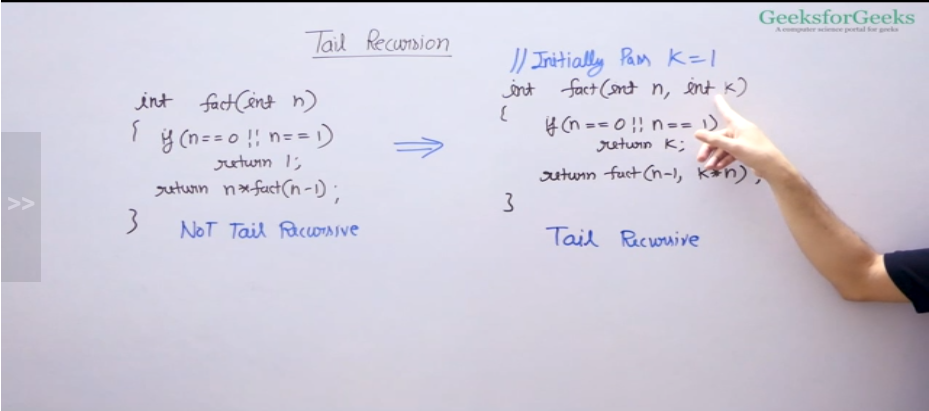 GeeksforGeeks
A computer science portal for geeks
Tail Recursion
int fact(int n)
{ if(n==0 || n==1)
return 1;
return n*fact(n-1);
}
NOT Tail Recursive
⇒
// Initially Pass K=1
int fact(int n, int k)
{
if(n==0 || n==1)
return k;
return fact(n-1, k*n);
}
Tail Recursive
>>